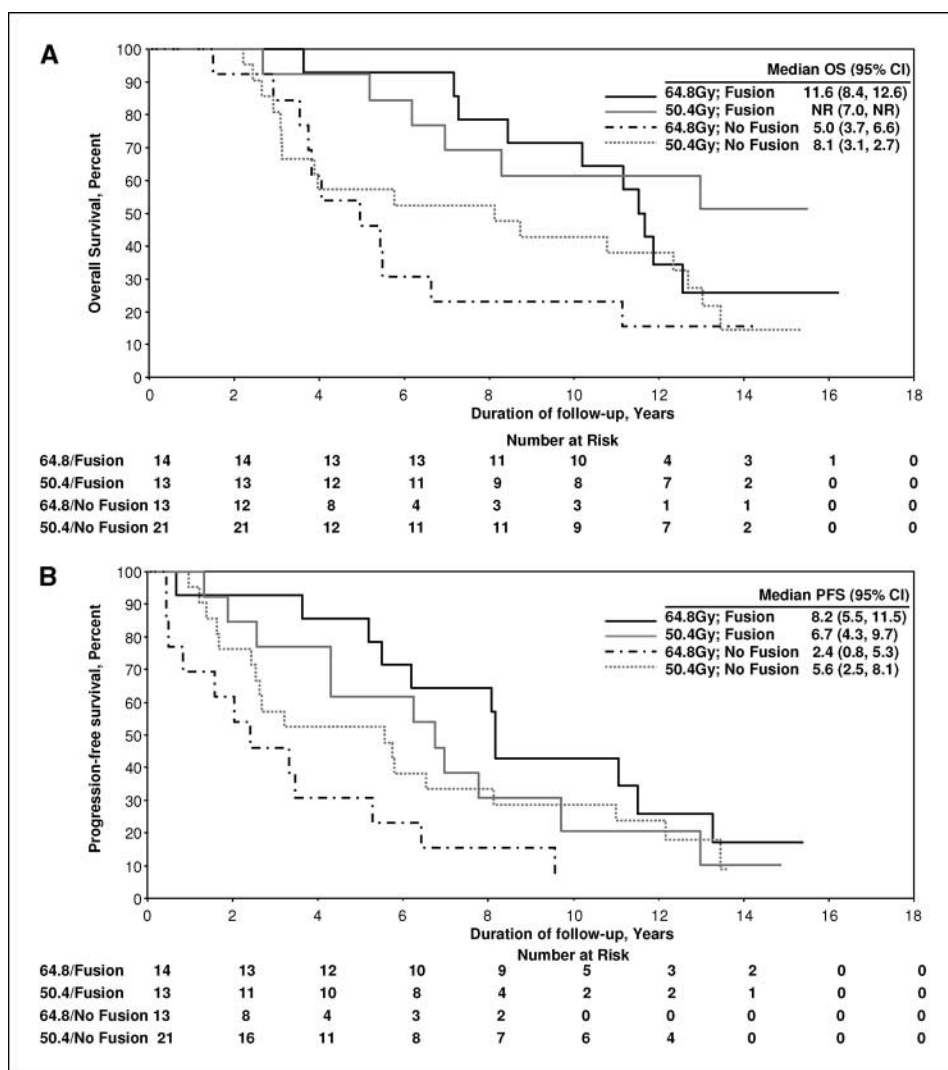 A
Median OS (95% CI)
64.8Gy; Fusion 11.6 (8.4, 12.6)
50.4Gy; Fusion NR (7.0, NR)
64.8Gy; No Fusion 5.0 (3.7, 6.6)
50.4Gy; No Fusion 8.1 (3.1, 2.7)
Overall Survival, Percent
100
90
80
70
60
50
40
30
20
10
0
0 2 4 6 8 10 12 14 16 18
Duration of follow-up, Years
Number at Risk
64.8/Fusion 14 14 13 13 11 10 4 3 1 0
50.4/Fusion 13 13 12 11 9 8 7 2 0 0
64.8/No Fusion 13 12 8 4 3 3 1 1 0 0
50.4/No Fusion 21 21 12 11 11 9 7 2 0 0
B
Median PFS (95% CI)
64.8Gy; Fusion 8.2 (5.5, 11.5)
50.4Gy; Fusion 6.7 (4.3, 9.7)
64.8Gy; No Fusion 2.4 (0.8, 5.3)
50.4Gy; No Fusion 5.6 (2.5, 8.1)
Progression-free survival, Percent
100
90
80
70
60
50
40
30
20
10
0
0 2 4 6 8 10 12 14 16 18
Duration of follow-up, Years
Number at Risk
64.8/Fusion 14 13 12 10 9 5 3 2 0 0
50.4/Fusion 13 11 10 8 4 2 2 1 0 0
64.8/No Fusion 13 8 4 3 2 0 0 0 0 0
50.4/No Fusion 21 16 11 8 7 6 4 0 0 0